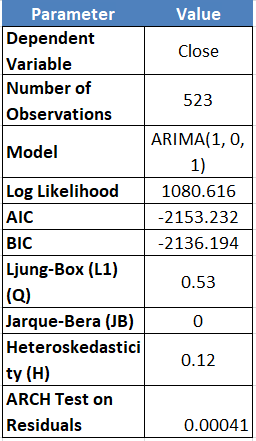 Parameter Value
Dependent
Variable
Close
Number of
Observations
523
Model
ARIMA(1, 0,
1)
Log Likelihood 1080.616
AIC -2153.232
BIC -2136.194
Ljung-Box (L1)
(Q)
0.53
Jarque-Bera (JB) 0
Heteroskedastici
ty (H)
0.12
ARCH Test on
Residuals
0.00041